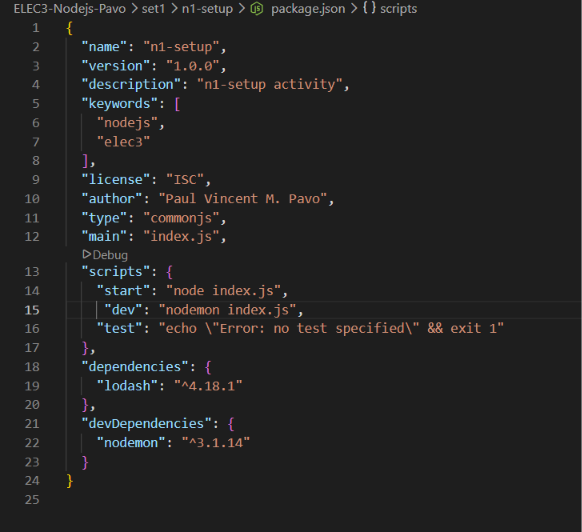 ELEC3-Nodejs-Pavo > set1 > n1-setup > package.json > { } scripts
1 {
2 "name": "n1-setup",
3 "version": "1.0.0",
4 "description": "n1-setup activity",
5 "keywords": [
6 "nodejs",
7 "elec3"
8 ],
9 "license": "ISC",
10 "author": "Paul Vincent M. Pavo",
11 "type": "commonjs",
12 "main": "index.js",
Debug
13 "scripts": {
14 "start": "node index.js",
15 "dev": "nodemon index.js",
16 "test": "echo \"Error: no test specified\" && exit 1"
17 },
18 "dependencies": {
19 "lodash": "^4.18.1"
20 },
21 "devDependencies": {
22 "nodemon": "^3.1.14"
23 }
24 }
25